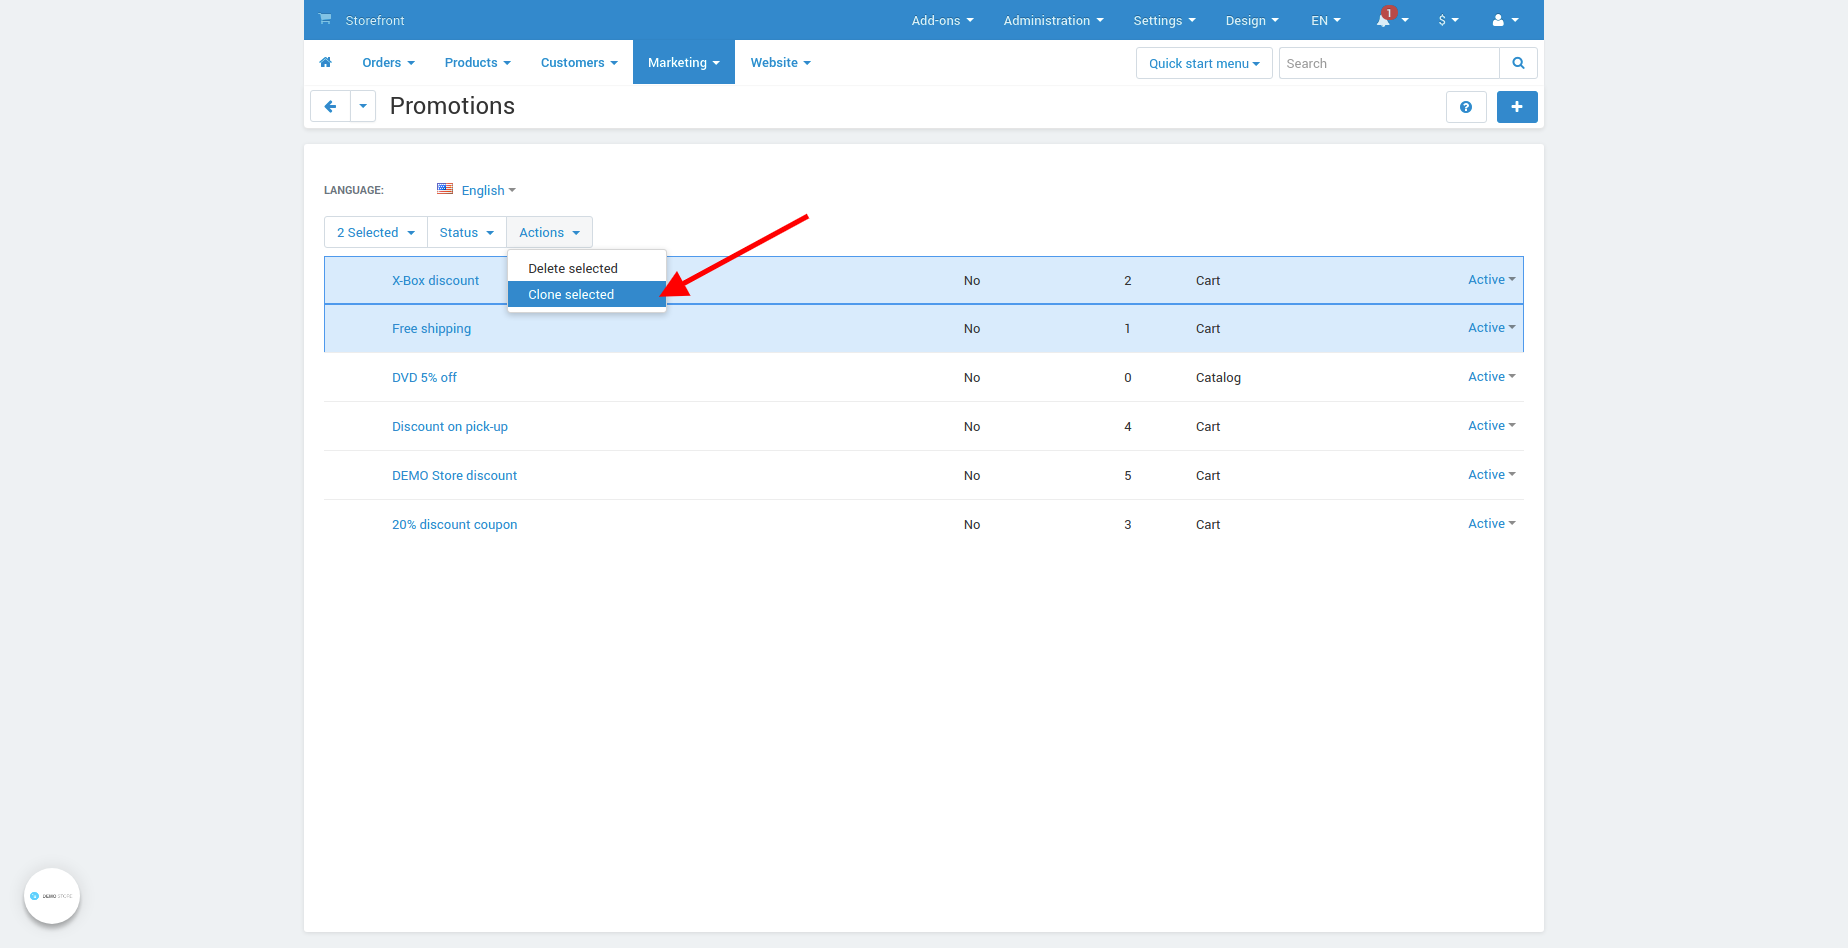 Storefront Add-ons Administration Settings Design EN 1 $
Orders Products Customers Marketing Website Quick start menu Search
Promotions
LANGUAGE: English
2 Selected Status Actions
Delete selected
X-Box discount No 2 Cart Active
Clone selected
Free shipping No 1 Cart Active
DVD 5% off No 0 Catalog Active
Discount on pick-up No 4 Cart Active
DEMO Store discount No 5 Cart Active
20% discount coupon No 3 Cart Active
DEMO STORE